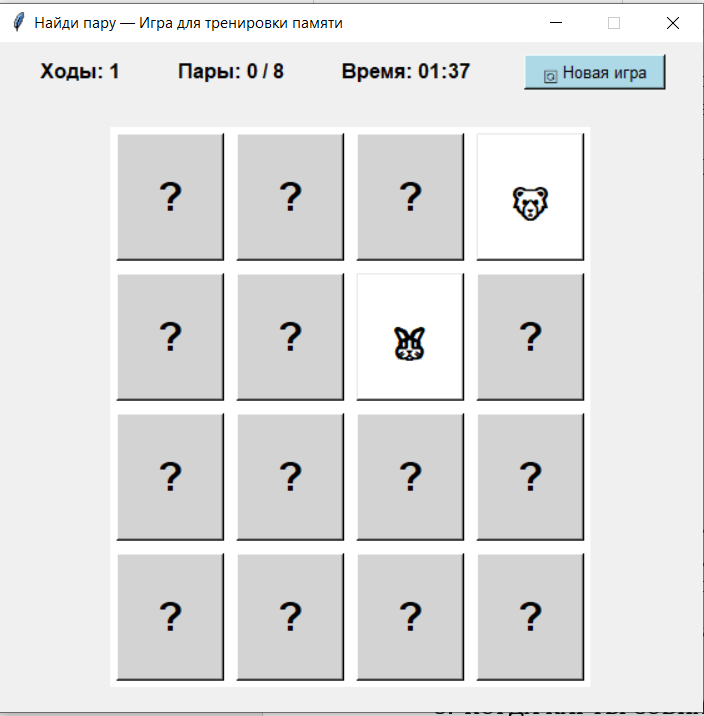 Найди пару — Игра для тренировки памяти
Ходы: 1 Пары: 0 / 8 Время: 01:37 Новая игра
? ? ?
? ? ?
? ? ? ?
? ? ? ?